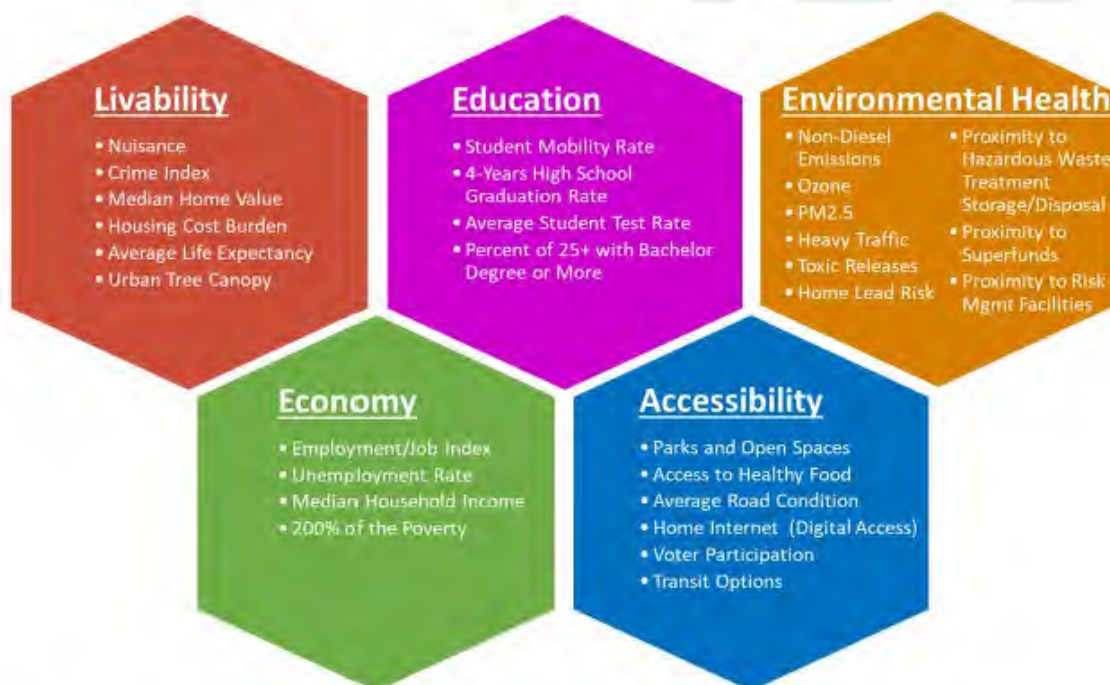 Livability
• Nuisance
• Crime Index
• Median Home Value
• Housing Cost Burden
• Average Life Expectancy
• Urban Tree Canopy
Education
• Student Mobility Rate
• 4-Years High School
Graduation Rate
• Average Student Test Rate
• Percent of 25+ with Bachelor
Degree or More
Environmental Health
• Non-Diesel
Emissions
• Ozone
• PM2.5
• Heavy Traffic
• Toxic Releases
• Home Lead Risk
• Proximity to
Hazardous Waste
Treatment
Storage/Disposal
• Proximity to
Superfunds
• Proximity to Risk
Mgmt Facilities
Economy
• Employment/Job Index
• Unemployment Rate
• Median Household Income
• 200% of the Poverty
Accessibility
• Parks and Open Spaces
• Access to Healthy Food
• Average Road Condition
• Home Internet (Digital Access)
• Voter Participation
• Transit Options